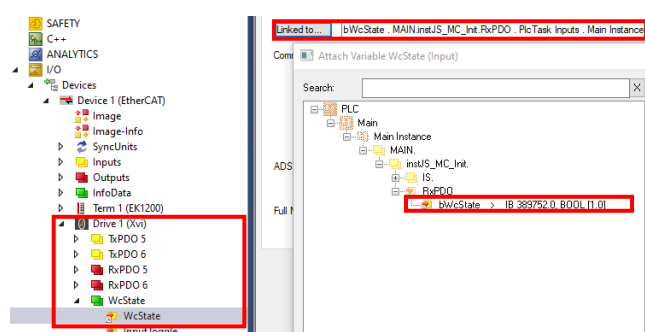 SAFETY
C++
ANALYTICS
I/O
Devices
Device 1 (EtherCAT)
Image
Image-Info
SyncUnits
Inputs
Outputs
InfoData
Term 1 (EK1200)
Drive 1 (Xvi)
TxPDO 5
TxPDO 6
RxPDO 5
RxPDO 6
WcState
WcState
InputToggle
Linked to...
bWcState . MAIN.instJS_MC_Init.RxPDO . PlcTask Inputs . Main Instance
Com
ADS
Full
Attach Variable WcState (Input)
Search:
X
PLC
Main
Main Instance
MAIN.
instJS_MC_Init.
IS.
RxPDO
bWcState > IB 389752.0, BOOL [1.0]